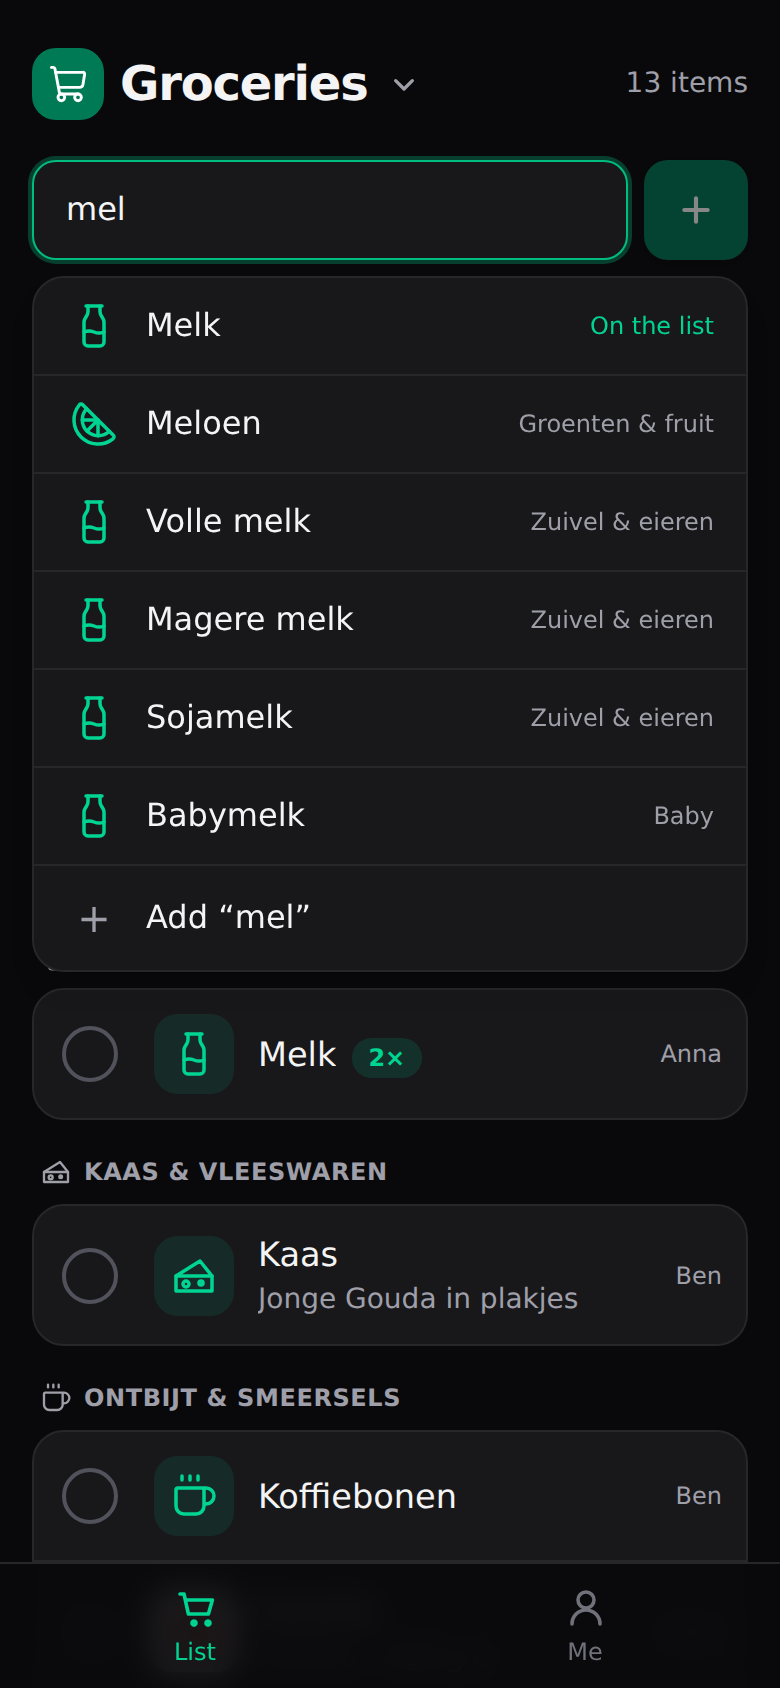 Groceries
13 items
mel
Melk On the list
Meloen Groenten & fruit
Volle melk Zuivel & eieren
Magere melk Zuivel & eieren
Sojamelk Zuivel & eieren
Babymelk Baby
Add “mel”
Melk 2× Anna
KAAS & VLEESWAREN
Kaas
Jonge Gouda in plakjes
Ben
ONTBIJT & SMEERSELS
Koffiebonen Ben
List
Me